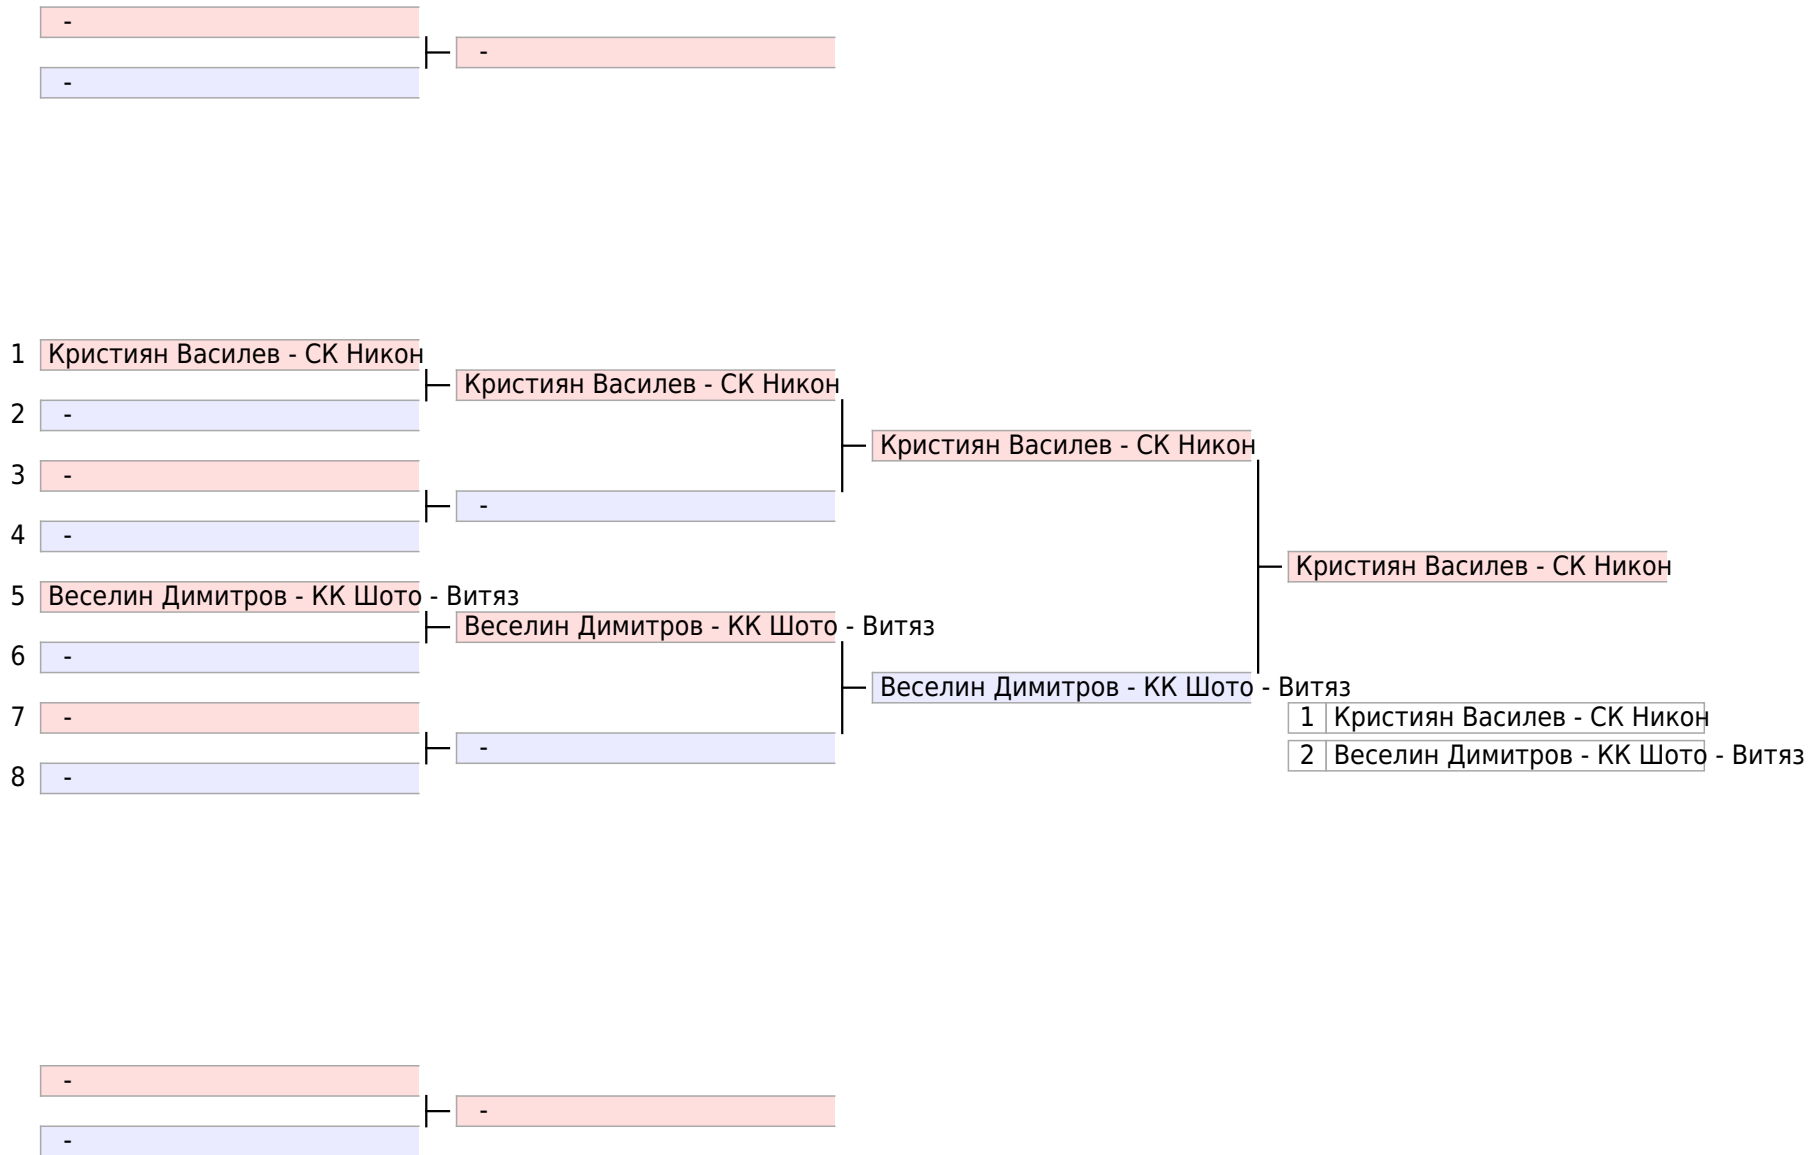 -
-
-
1 Кристиян Василев - СК Никон
Кристиян Василев - СК Никон
2 -
Кристиян Василев - СК Никон
3 -
-
4 -
Кристиян Василев - СК Никон
5 Веселин Димитров - КК Шото - Витяз
Веселин Димитров - КК Шото - Витяз
6 -
Веселин Димитров - КК Шото - Витяз
7 -
1 Кристиян Василев - СК Никон
-
2 Веселин Димитров - КК Шото - Витяз
8 -
-
-
-